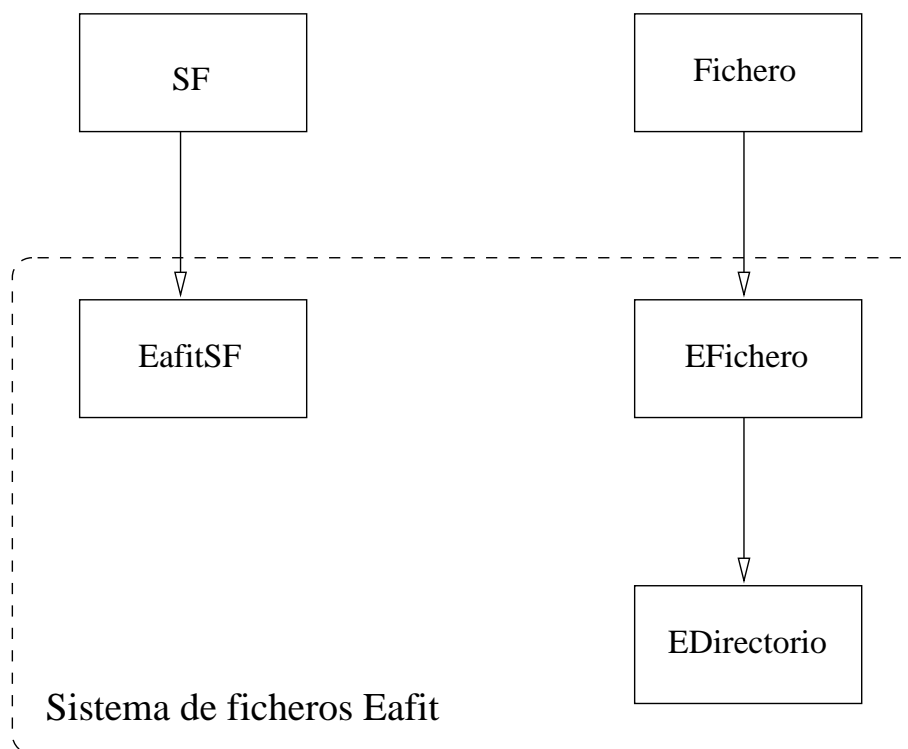 SF
Fichero
EafitSF
EFichero
EDirectorio
Sistema de ficheros Eafit